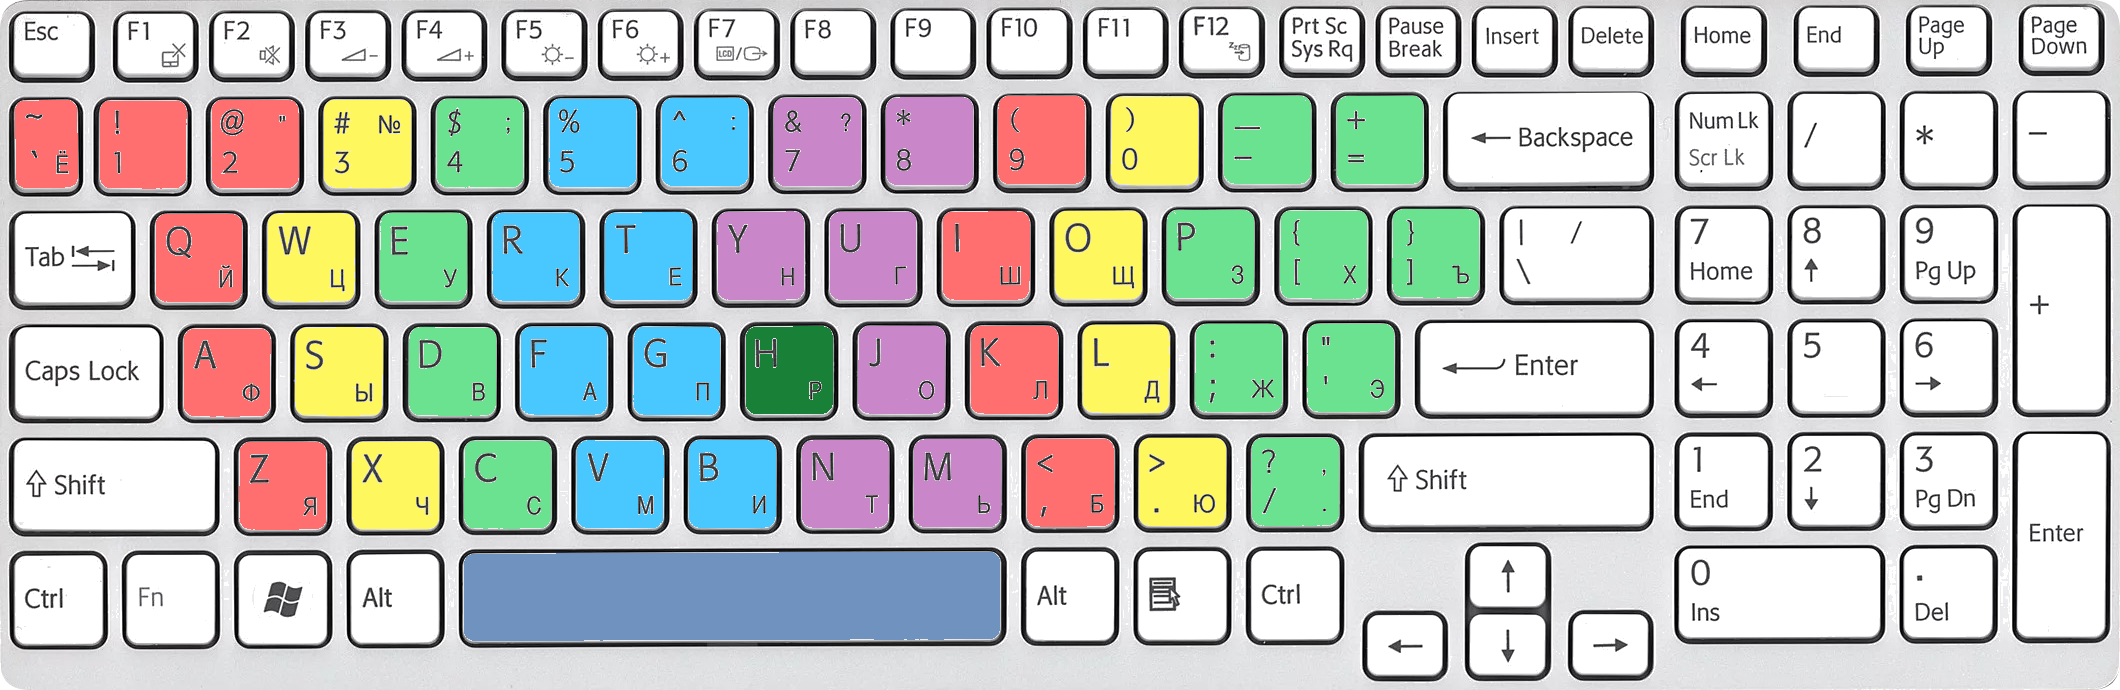 Esc F1 F2 F3 F4 F5 F6 F7 LCD F8 F9 F10 F11 F12 Prt Sc Sys Rq Pause Break Insert Delete Home End Page Up Page Down
~ ` Ё ! 1 @ " 2 # № 3 $ ; 4 % 5 ^ : 6 & ? 7 * 8 ( 9 ) 0 — – + = ← Backspace Num Lk Scr Lk / * –
Tab Q Й W Ц E У R К T Е Y Н U Г I Ш O Щ P З { [ Х } ] Ъ | / \ 7 Home 8 ↑ 9 Pg Up +
Caps Lock A Ф S Ы D В F А G П H Р J О K Л L Д : ; Ж " ' Э Enter 4 ← 5 6 →
⇧ Shift Z Я X Ч C С V М B И N Т M Ь < , Б > . Ю ? , / . ⇧ Shift 1 End 2 ↓ 3 Pg Dn Enter
Ctrl Fn Alt Alt Ctrl ← ↑ ↓ → 0 Ins . Del